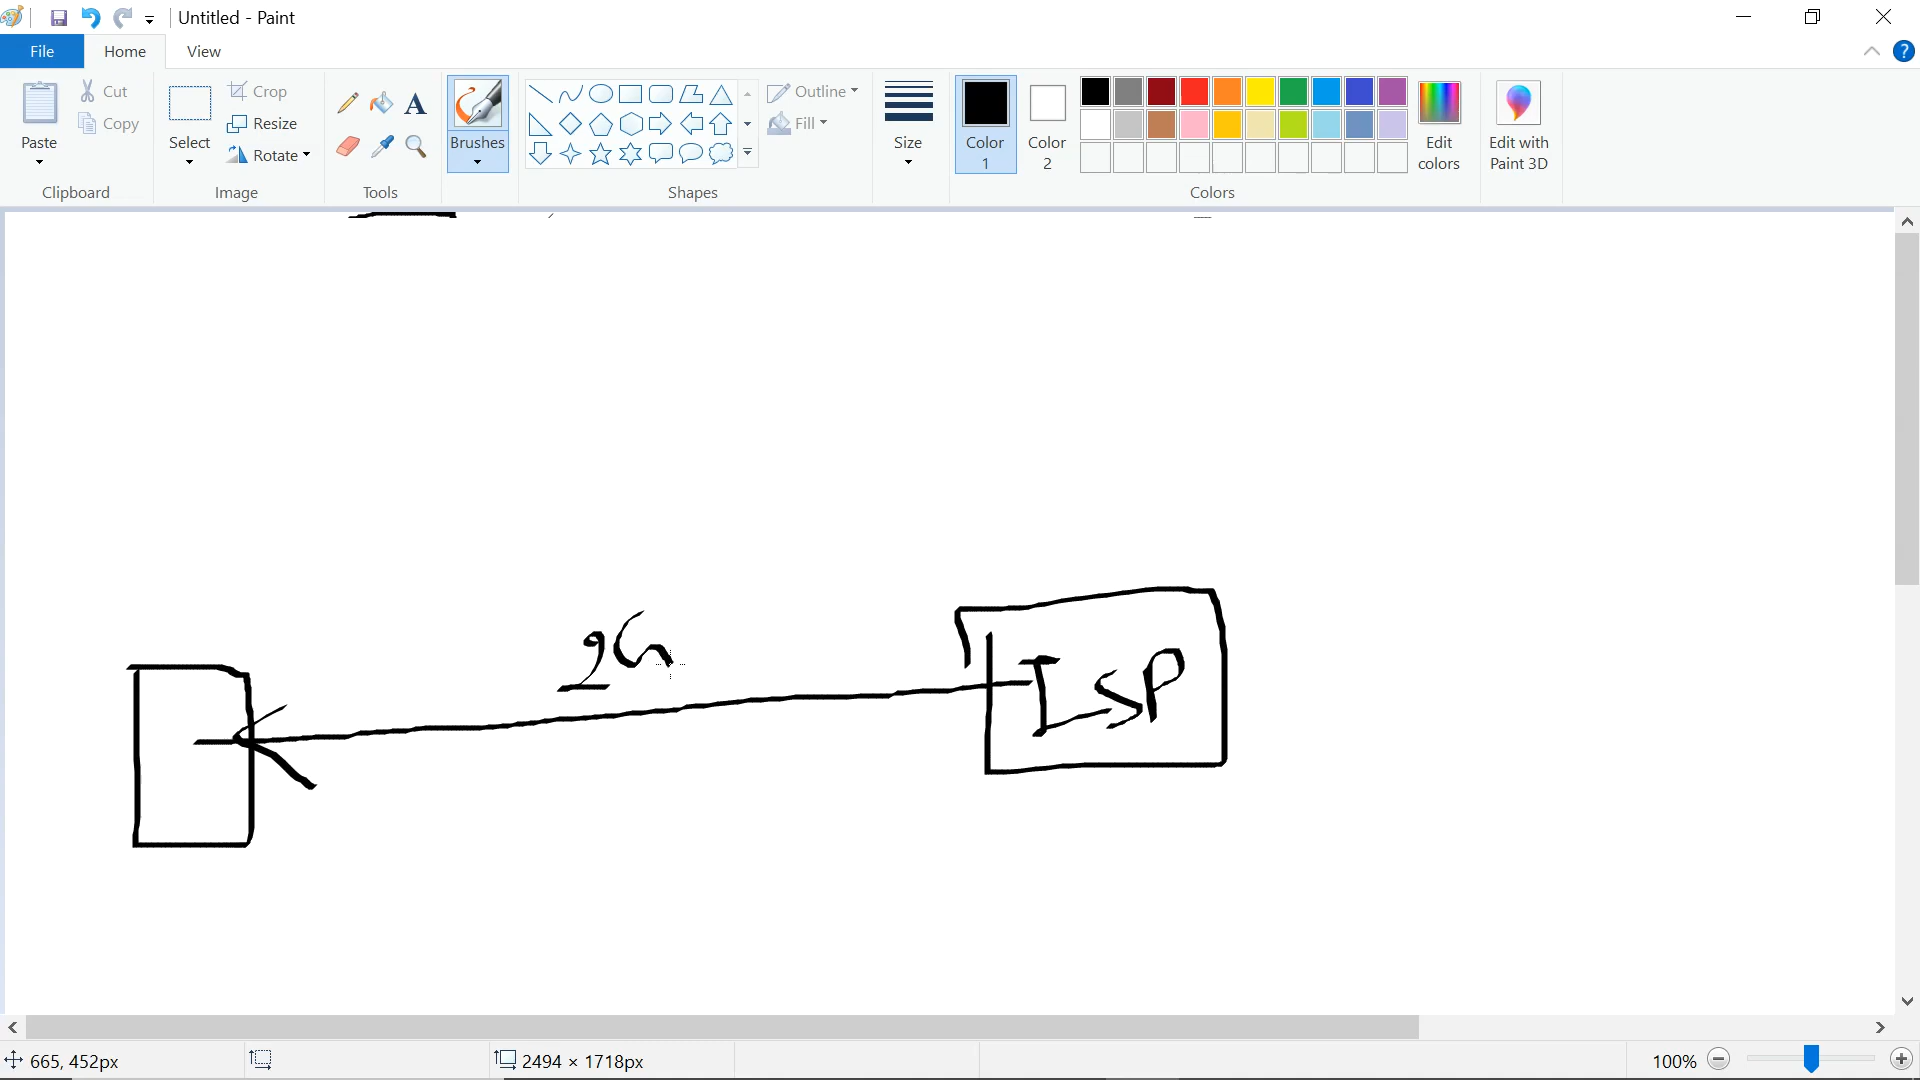 Untitled - Paint
File Home View
Paste
Cut
Copy
Clipboard
Select
Crop
Resize
Rotate
Image
Tools
Brushes
Shapes
Outline
Fill
Size
Color 1
Color 2
Colors
Edit colors
Edit with Paint 3D
2G
ISP
665, 452px
2494 × 1718px
100%